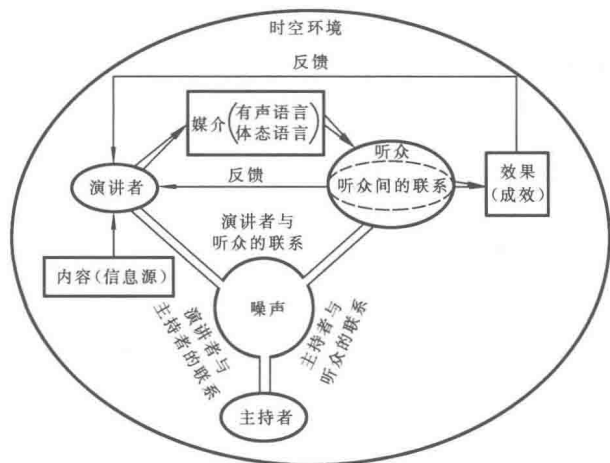 时空环境
反馈
媒介(有声语言
体态语言)
听众
演讲者
反馈
听众间的联系
效果
(成效)
演讲者与
听众的联系
内容(信息源)
噪声
演讲者与
主持者的联系
主持者与
听众的联系
主持者